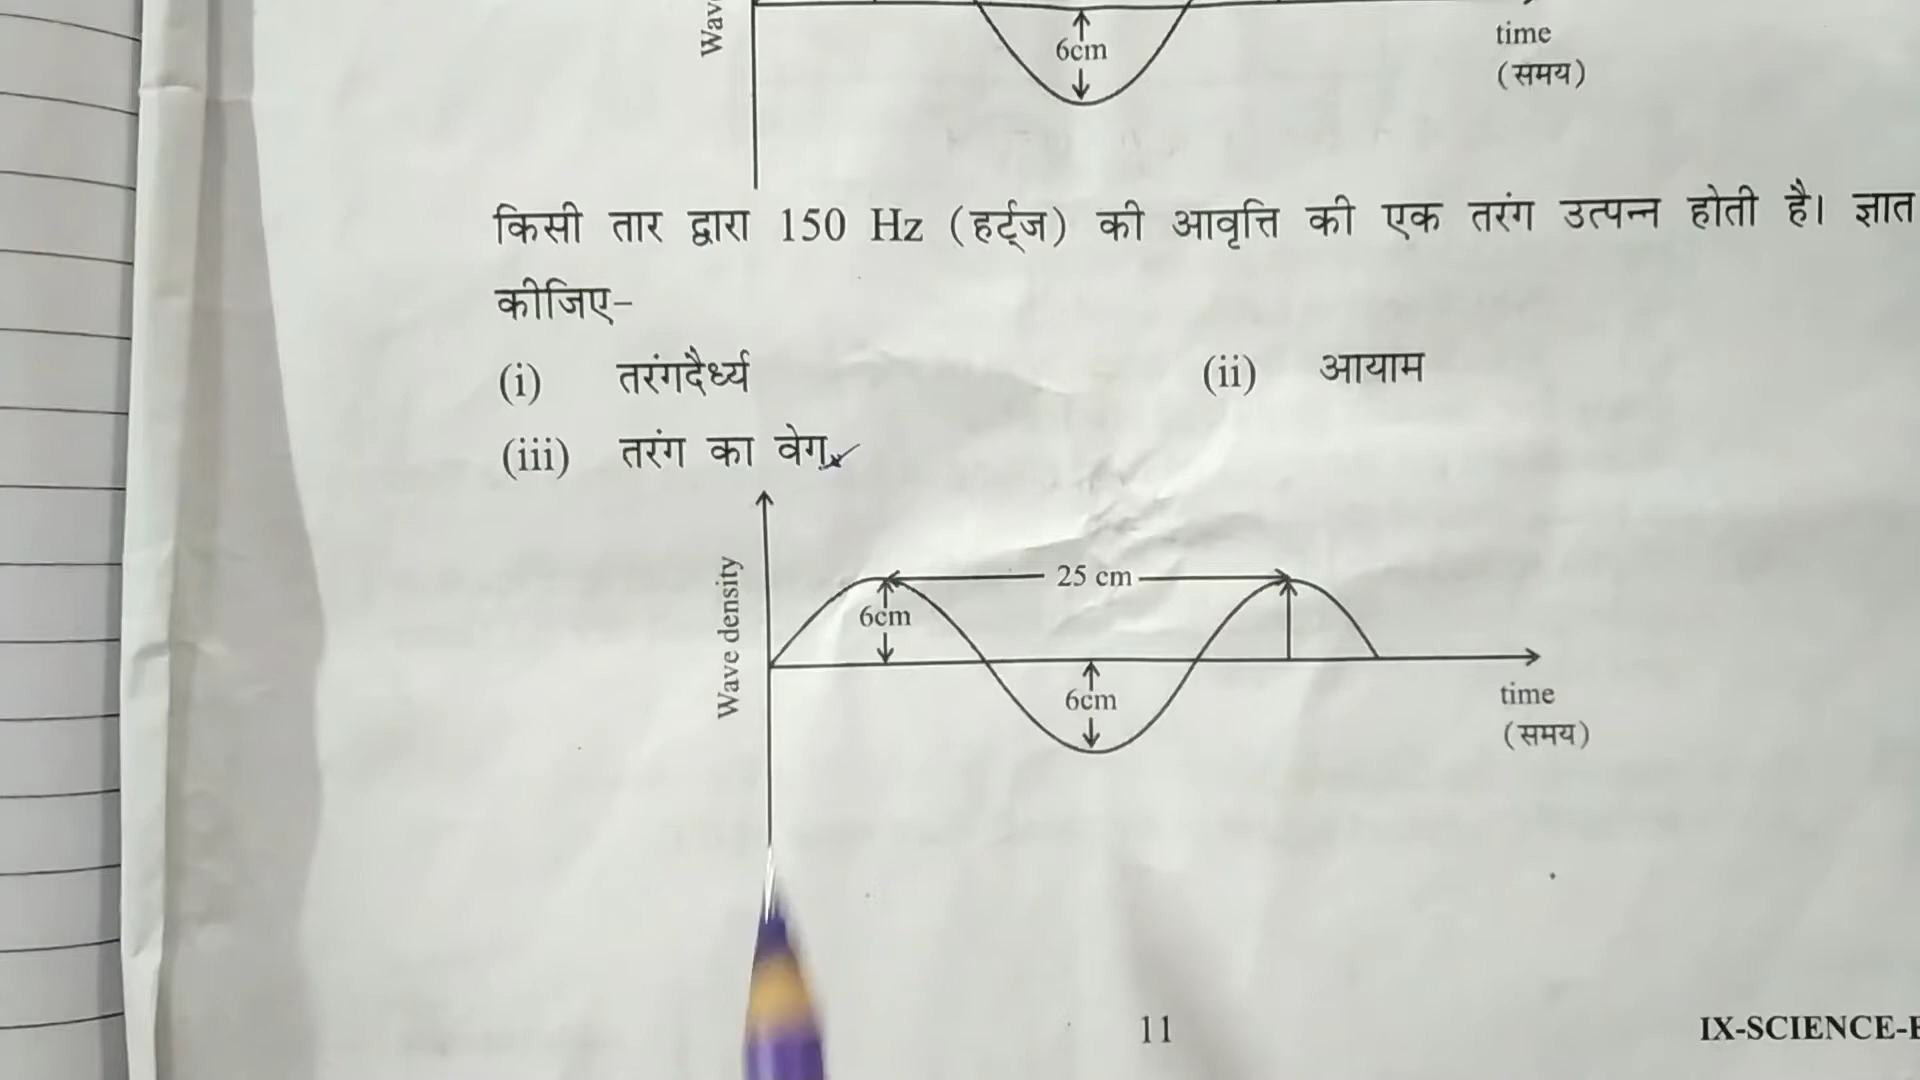 6cm
time
(समय)
किसी तार द्वारा 150 Hz (हर्ट्ज) की आवृत्ति की एक तरंग उत्पन्न होती है। ज्ञात
कीजिए-
(i) तरंगदैर्ध्य (ii) आयाम
(iii) तरंग का वेग
Wave density
25 cm
6cm
6cm
time
(समय)
11 IX-SCIENCE-